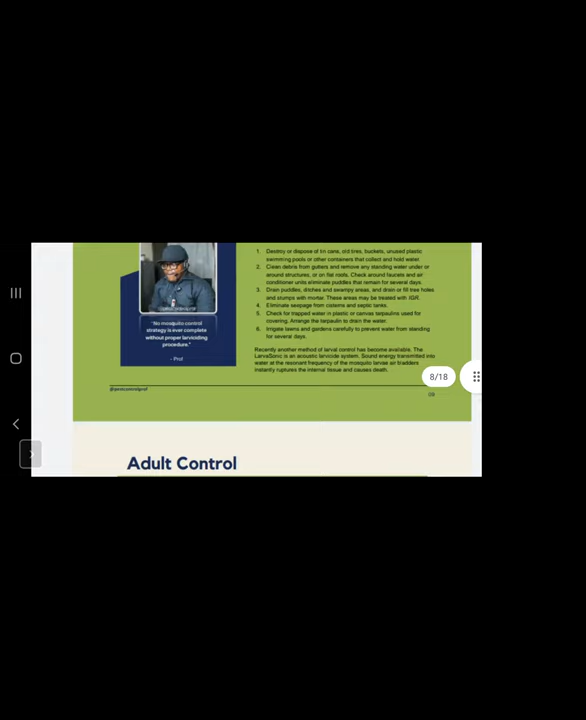 "No mosquito control
strategy is ever complete
without proper larviciding
procedure."
- Prof
1. Destroy or dispose of tin cans, old tires, buckets, unused plastic
swimming pools or other containers that collect and hold water.
2. Clean debris from gutters and remove any standing water under or
around structures, or on flat roofs. Check around faucets and air
conditioner units eliminate puddles that remain for several days.
3. Drain puddles, ditches and swampy areas, and drain or fill tree holes
and stumps with mortar. These areas may be treated with IGR.
4. Eliminate seepage from cisterns and septic tanks.
5. Check for trapped water in plastic or canvas tarpaulins used for
covering. Arrange the tarpaulin to drain the water.
6. Irrigate lawns and gardens carefully to prevent water from standing
for several days.
Recently another method of larval control has become available. The
LarvaSonic is an acoustic larvicide system. Sound energy transmitted into
water at the resonant frequency of the mosquito larvae air bladders
instantly ruptures the internal tissue and causes death.
8/18
@pestcontrolprof
09
Adult Control